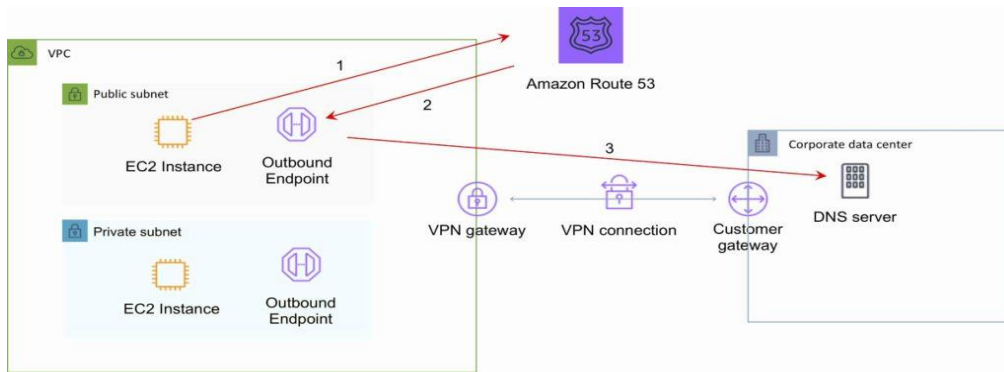 VPC
1
53
Amazon Route 53
Public subnet
2
EC2 Instance
Outbound
Endpoint
3
Corporate data center
DNS server
VPN gateway
VPN connection
Customer
gateway
Private subnet
EC2 Instance
Outbound
Endpoint